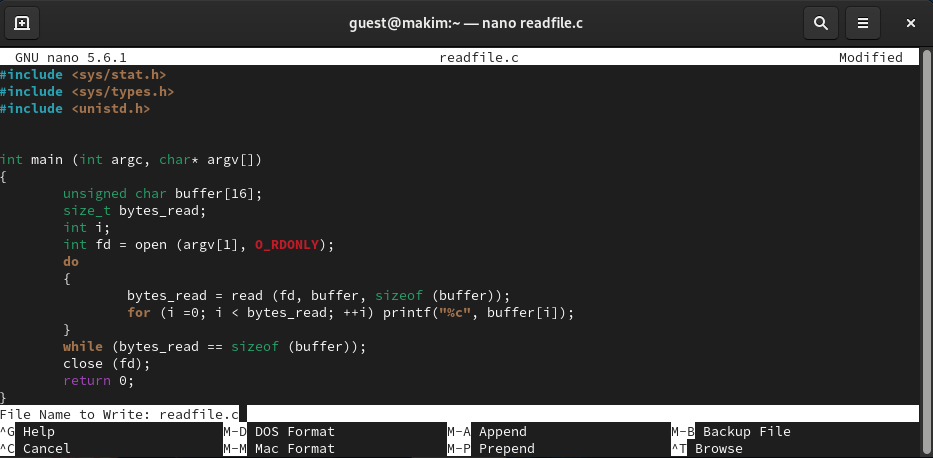 guest@makim:~ — nano readfile.c
GNU nano 5.6.1 readfile.c Modified
#include <sys/stat.h>
#include <sys/types.h>
#include <unistd.h>
int main (int argc, char* argv[])
{
unsigned char buffer[16];
size_t bytes_read;
int i;
int fd = open (argv[1], O_RDONLY);
do
{
bytes_read = read (fd, buffer, sizeof (buffer));
for (i =0; i < bytes_read; ++i) printf("%c", buffer[i]);
}
while (bytes_read == sizeof (buffer));
close (fd);
return 0;
}
File Name to Write: readfile.c
^G Help M-D DOS Format M-A Append M-B Backup File
^C Cancel M-M Mac Format M-P Prepend ^T Browse